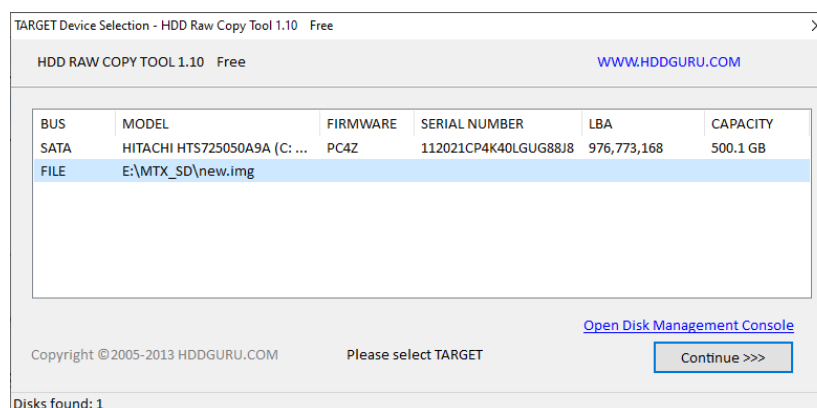 TARGET Device Selection - HDD Raw Copy Tool 1.10 Free
HDD RAW COPY TOOL 1.10 Free WWW.HDDGURU.COM
BUS MODEL FIRMWARE SERIAL NUMBER LBA CAPACITY
SATA HITACHI HTS725050A9A (C: ... PC4Z 112021CP4K40LGUG88J8 976,773,168 500.1 GB
FILE E:\MTX_SD\new.img
Open Disk Management Console
Copyright ©2005-2013 HDDGURU.COM Please select TARGET Continue >>>
Disks found: 1